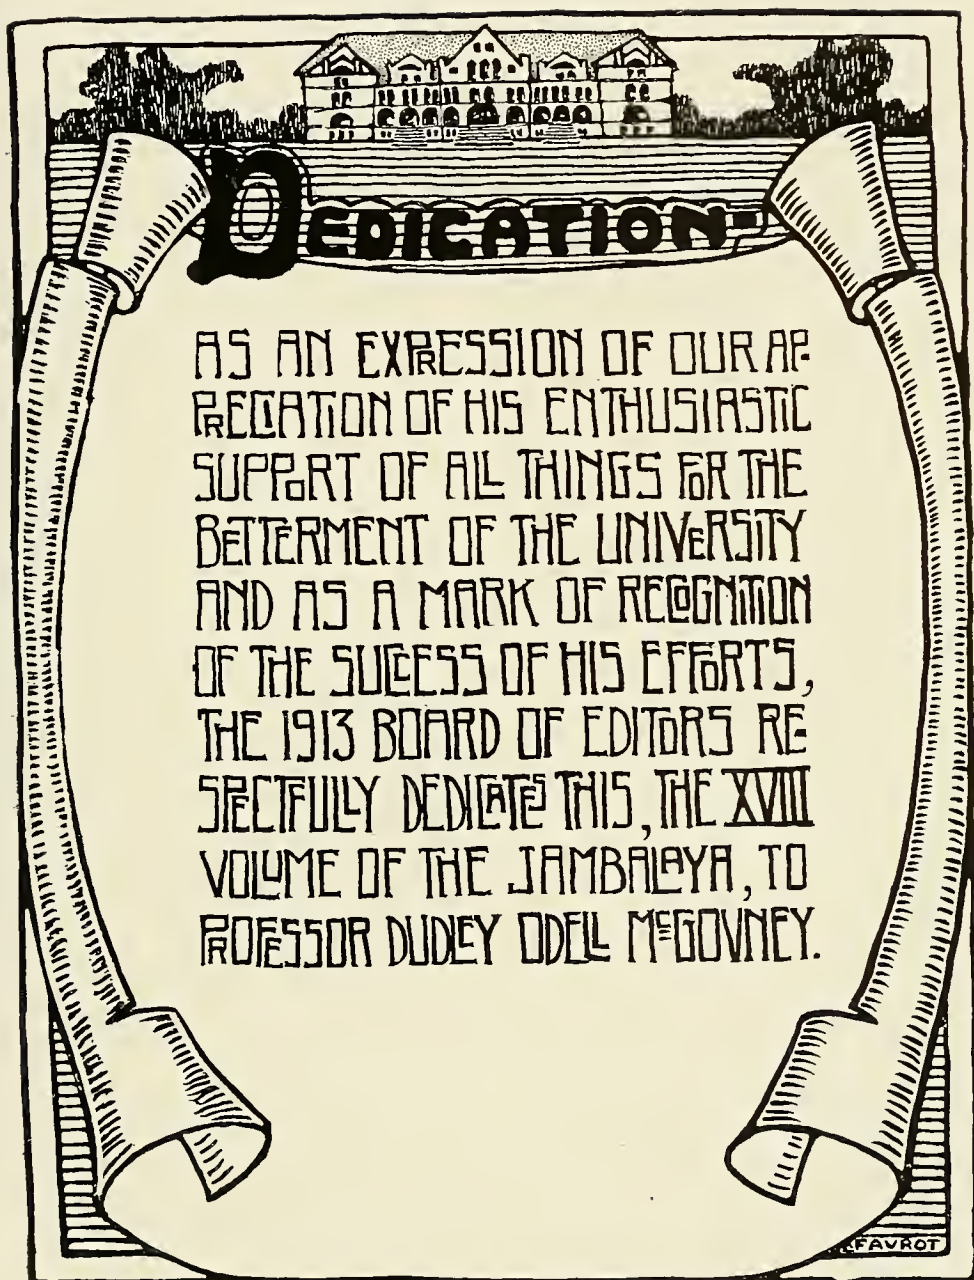 DEDICATION-
AS AN EXPRESSION OF OUR AP-
PRECIATION OF HIS ENTHUSIASTIC
SUPPORT OF ALL THINGS FOR THE
BETTERMENT OF THE UNIVERSITY
AND AS A MARK OF RECOGNITION
OF THE SUCCESS OF HIS EFFORTS,
THE 1913 BOARD OF EDITORS RE-
SPECTFULLY DEDICATES THIS, THE XVIII
VOLUME OF THE JAMBALAYA, TO
PROFESSOR DUDLEY ODELL McGOVNEY.
FAVROT